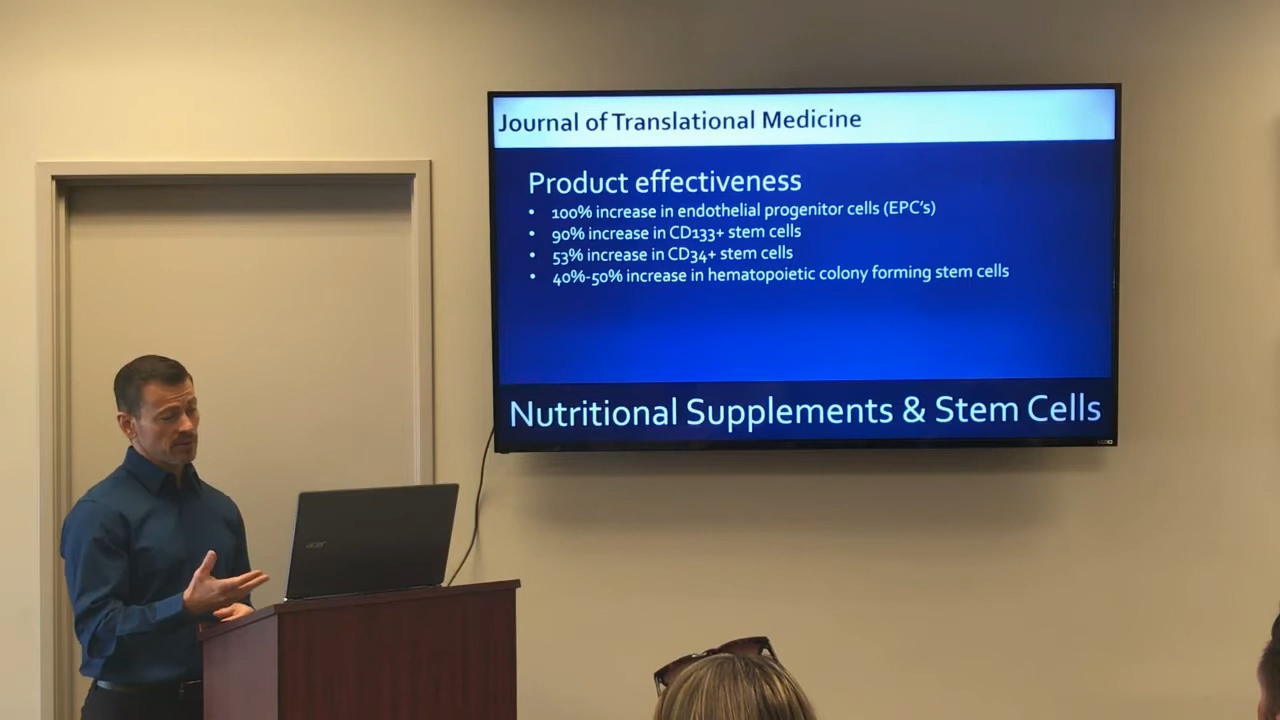 Journal of Translational Medicine
Product effectiveness
• 100% increase in endothelial progenitor cells (EPC's)
• 90% increase in CD133+ stem cells
• 53% increase in CD34+ stem cells
• 40%-50% increase in hematopoietic colony forming stem cells
Nutritional Supplements & Stem Cells
acer